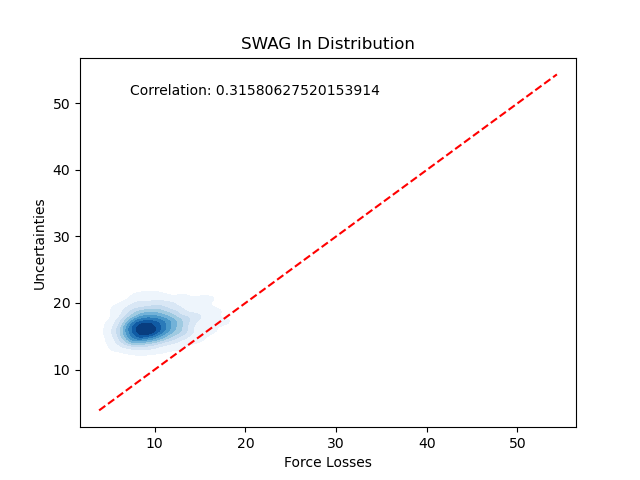 SWAG In Distribution
Correlation: 0.31580627520153914
50
40
30
20
10
Uncertainties
10 20 30 40 50
Force Losses